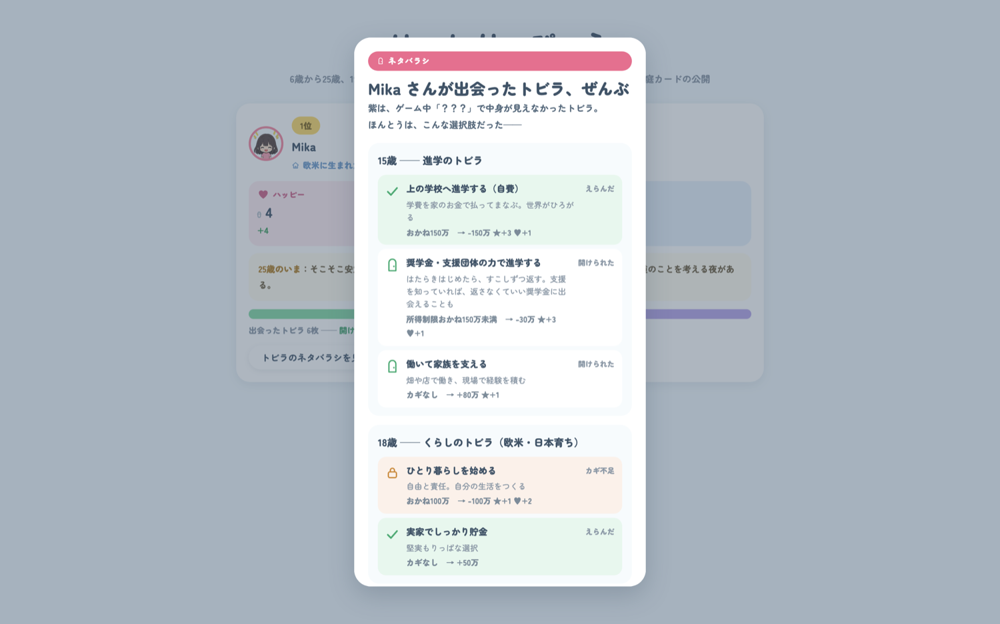 6歳から25歳、1
庭カードの公開
1位
Mika
欧米に生まれ
ハッピー
4
+4
25歳のいま：そこそこ安
のことを考える夜があ
る。
出会ったトビラ 6枚 —— 開け
トビラのネタバラシを
ネタバラシ
Mika さんが出会ったトビラ、ぜんぶ
紫は、ゲーム中「？？？」で中身が見えなかったトビラ。
ほんとうは、こんな選択肢だった——
15歳 —— 進学のトビラ
上の学校へ進学する（自費）
えらんだ
学費を家のお金で払ってまなぶ。世界がひろが
る
おかね150万 → -150万 ★+3 ♥+1
奨学金・支援団体の力で進学する
開けられた
はたらきはじめたら、すこしずつ返す。支援
を知っていれば、返さなくていい奨学金に出
会えることも
所得制限おかね150万未満 → -30万 ★+3
♥+1
働いて家族を支える
開けられた
畑や店で働き、現場で経験を積む
カギなし → +80万 ★+1
18歳 —— くらしのトビラ（欧米・日本育ち）
ひとり暮らしを始める
カギ不足
自由と責任。自分の生活をつくる
おかね100万 → -100万 ★+1 ♥+2
実家でしっかり貯金
えらんだ
堅実もりっぱな選択
カギなし → +50万